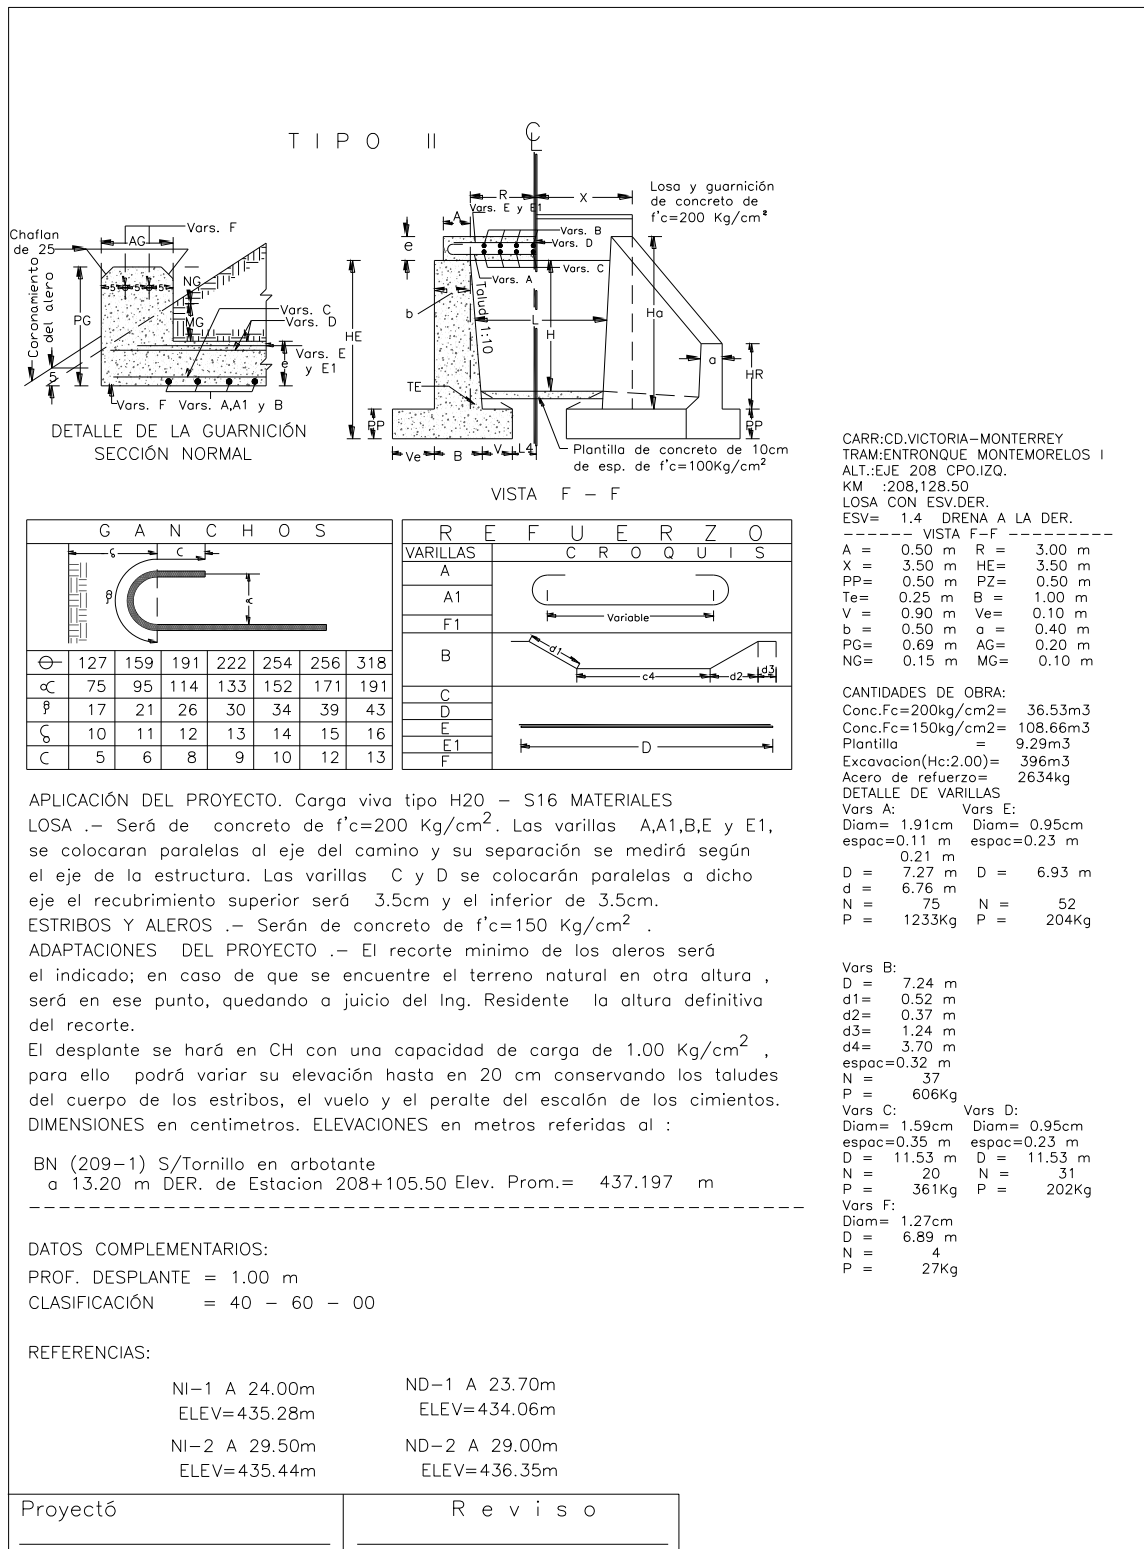 TIPO II
CL
R
X
Losa y guarnición
de concreto de
f'c=200 Kg/cm²
Vars. E y E1
A
Vars. B
Vars. D
e
Vars. C
Vars. A
b
Talud 1:10
L
H
HE
Ha
a
HR
TE
PP
PP
Ve
B
V
L4
Plantilla de concreto de 10cm
de esp. de f'c=100Kg/cm²
VISTA F - F
Vars. F
Chaflan
de 25
AG
5
5
5
NG
MG
Coronamiento
del alero
PG
5
Vars. C
Vars. D
Vars. E
y E1
e
Vars. F Vars. A,A1 y B
DETALLE DE LA GUARNICIÓN
SECCIÓN NORMAL
GANCHOS
C
127 159 191 222 254 256 318
75 95 114 133 152 171 191
17 21 26 30 34 39 43
10 11 12 13 14 15 16
C 5 6 8 9 10 12 13
REFUERZO
VARILLAS CROQUIS
A
A1
F1
Variable
B
d1
c4
d2
d3
C
D
E
E1
F
D
APLICACIÓN DEL PROYECTO. Carga viva tipo H20 - S16 MATERIALES
LOSA .- Será de concreto de f'c=200 Kg/cm². Las varillas A,A1,B,E y E1,
se colocaran paralelas al eje del camino y su separación se medirá según
el eje de la estructura. Las varillas C y D se colocarán paralelas a dicho
eje el recubrimiento superior será 3.5cm y el inferior de 3.5cm.
ESTRIBOS Y ALEROS .- Serán de concreto de f'c=150 Kg/cm² .
ADAPTACIONES DEL PROYECTO .- El recorte minimo de los aleros será
el indicado; en caso de que se encuentre el terreno natural en otra altura ,
será en ese punto, quedando a juicio del Ing. Residente la altura definitiva
del recorte.
El desplante se hará en CH con una capacidad de carga de 1.00 Kg/cm² ,
para ello podrá variar su elevación hasta en 20 cm conservando los taludes
del cuerpo de los estribos, el vuelo y el peralte del escalón de los cimientos.
DIMENSIONES en centimetros. ELEVACIONES en metros referidas al :
BN (209-1) S/Tornillo en arbotante
a 13.20 m DER. de Estacion 208+105.50 Elev. Prom.= 437.197 m
DATOS COMPLEMENTARIOS:
PROF. DESPLANTE = 1.00 m
CLASIFICACIÓN = 40 - 60 - 00
REFERENCIAS:
NI-1 A 24.00m ND-1 A 23.70m
ELEV=435.28m ELEV=434.06m
NI-2 A 29.50m ND-2 A 29.00m
ELEV=435.44m ELEV=436.35m
Proyectó Reviso
CARR:CD.VICTORIA-MONTERREY
TRAM:ENTRONQUE MONTEMORELOS I
ALT.:EJE 208 CPO.IZQ.
KM :208,128.50
LOSA CON ESV.DER.
ESV= 1.4 DRENA A LA DER.
------ VISTA F-F ---------
A = 0.50 m R = 3.00 m
X = 3.50 m HE= 3.50 m
PP= 0.50 m PZ= 0.50 m
Te= 0.25 m B = 1.00 m
V = 0.90 m Ve= 0.10 m
b = 0.50 m a = 0.40 m
PG= 0.69 m AG= 0.20 m
NG= 0.15 m MG= 0.10 m
CANTIDADES DE OBRA:
Conc.Fc=200kg/cm2= 36.53m3
Conc.Fc=150kg/cm2= 108.66m3
Plantilla = 9.29m3
Excavacion(Hc:2.00)= 396m3
Acero de refuerzo= 2634kg
DETALLE DE VARILLAS
Vars A: Vars E:
Diam= 1.91cm Diam= 0.95cm
espac=0.11 m espac=0.23 m
0.21 m
D = 7.27 m D = 6.93 m
d = 6.76 m
N = 75 N = 52
P = 1233Kg P = 204Kg
Vars B:
D = 7.24 m
d1= 0.52 m
d2= 0.37 m
d3= 1.24 m
d4= 3.70 m
espac=0.32 m
N = 37
P = 606Kg
Vars C: Vars D:
Diam= 1.59cm Diam= 0.95cm
espac=0.35 m espac=0.23 m
D = 11.53 m D = 11.53 m
N = 20 N = 31
P = 361Kg P = 202Kg
Vars F:
Diam= 1.27cm
D = 6.89 m
N = 4
P = 27Kg